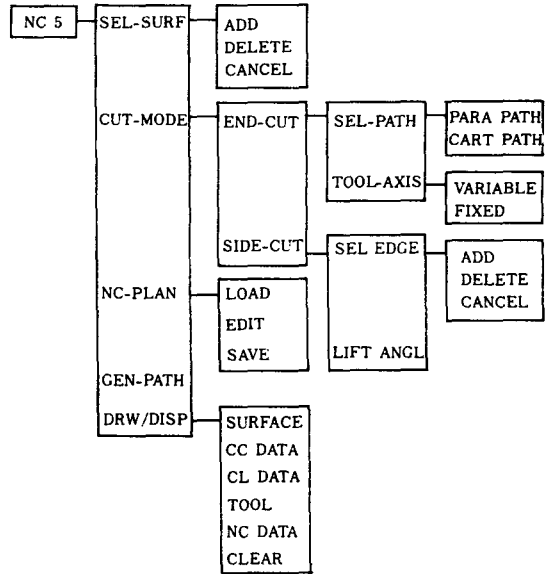 NC 5
SEL-SURF
CUT-MODE
NC-PLAN
GEN-PATH
DRW/DISP
ADD
DELETE
CANCEL
END-CUT
SIDE-CUT
SEL-PATH
TOOL-AXIS
PARA PATH
CART PATH
VARIABLE
FIXED
SEL EDGE
LIFT ANGL
ADD
DELETE
CANCEL
LOAD
EDIT
SAVE
SURFACE
CC DATA
CL DATA
TOOL
NC DATA
CLEAR